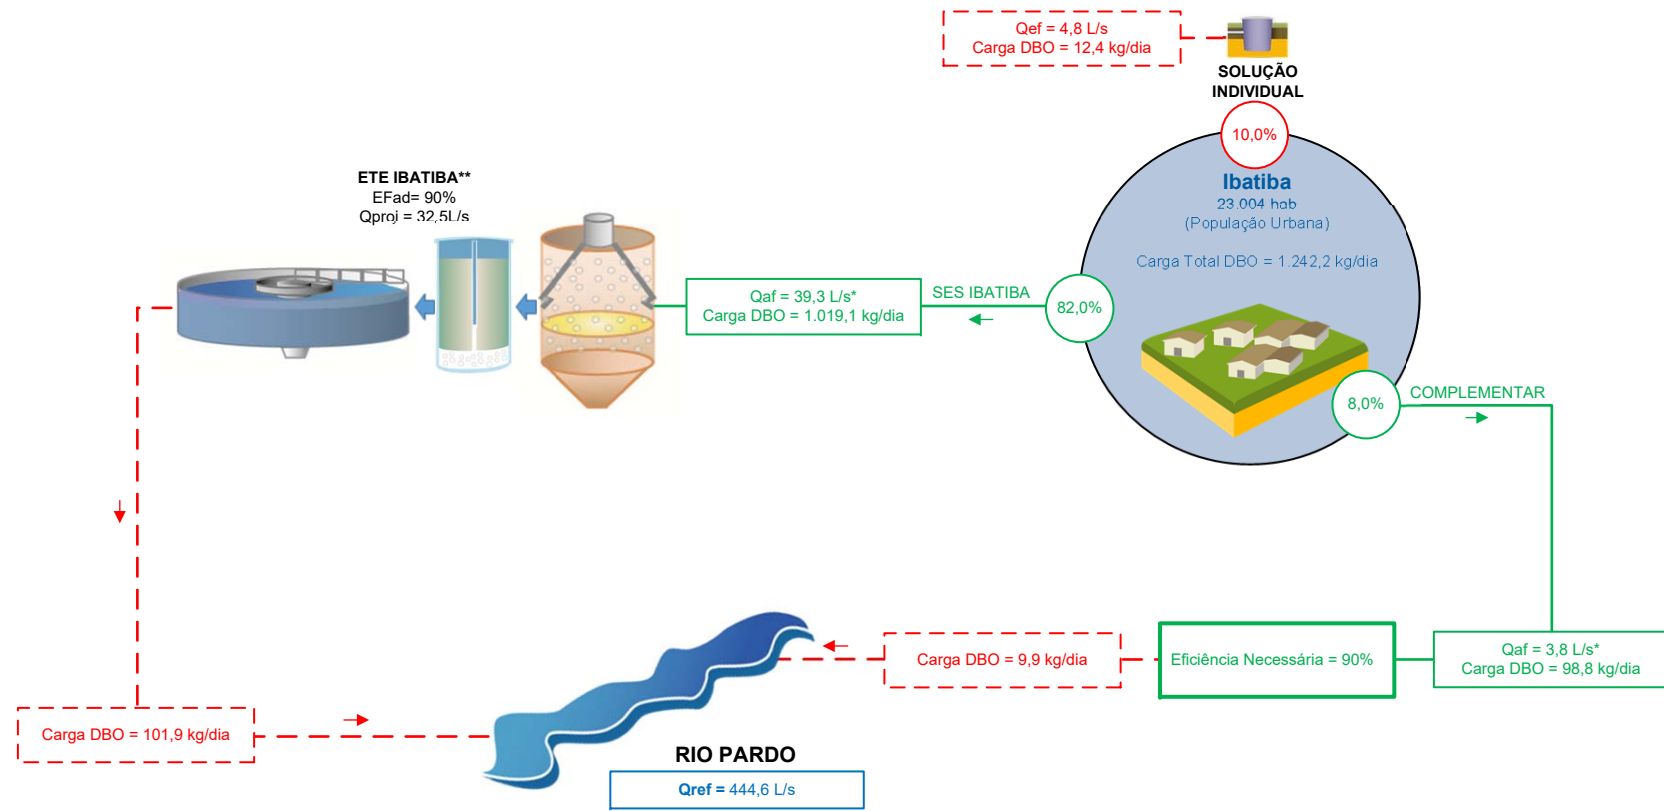 Qef = 4,8 L/s
Carga DBO = 12,4 kg/dia
SOLUÇÃO
INDIVIDUAL
10,0%
Ibatiba
23.004 hab
(População Urbana)
Carga Total DBO = 1.242,2 kg/dia
ETE IBATIBA**
EFad= 90%
Qproj = 32,5L/s
Qaf = 39,3 L/s*
Carga DBO = 1.019,1 kg/dia
SES IBATIBA
82,0%
8,0%
COMPLEMENTAR
Qaf = 3,8 L/s*
Carga DBO = 98,8 kg/dia
Eficiência Necessária = 90%
Carga DBO = 9,9 kg/dia
Carga DBO = 101,9 kg/dia
RIO PARDO
Qref = 444,6 L/s